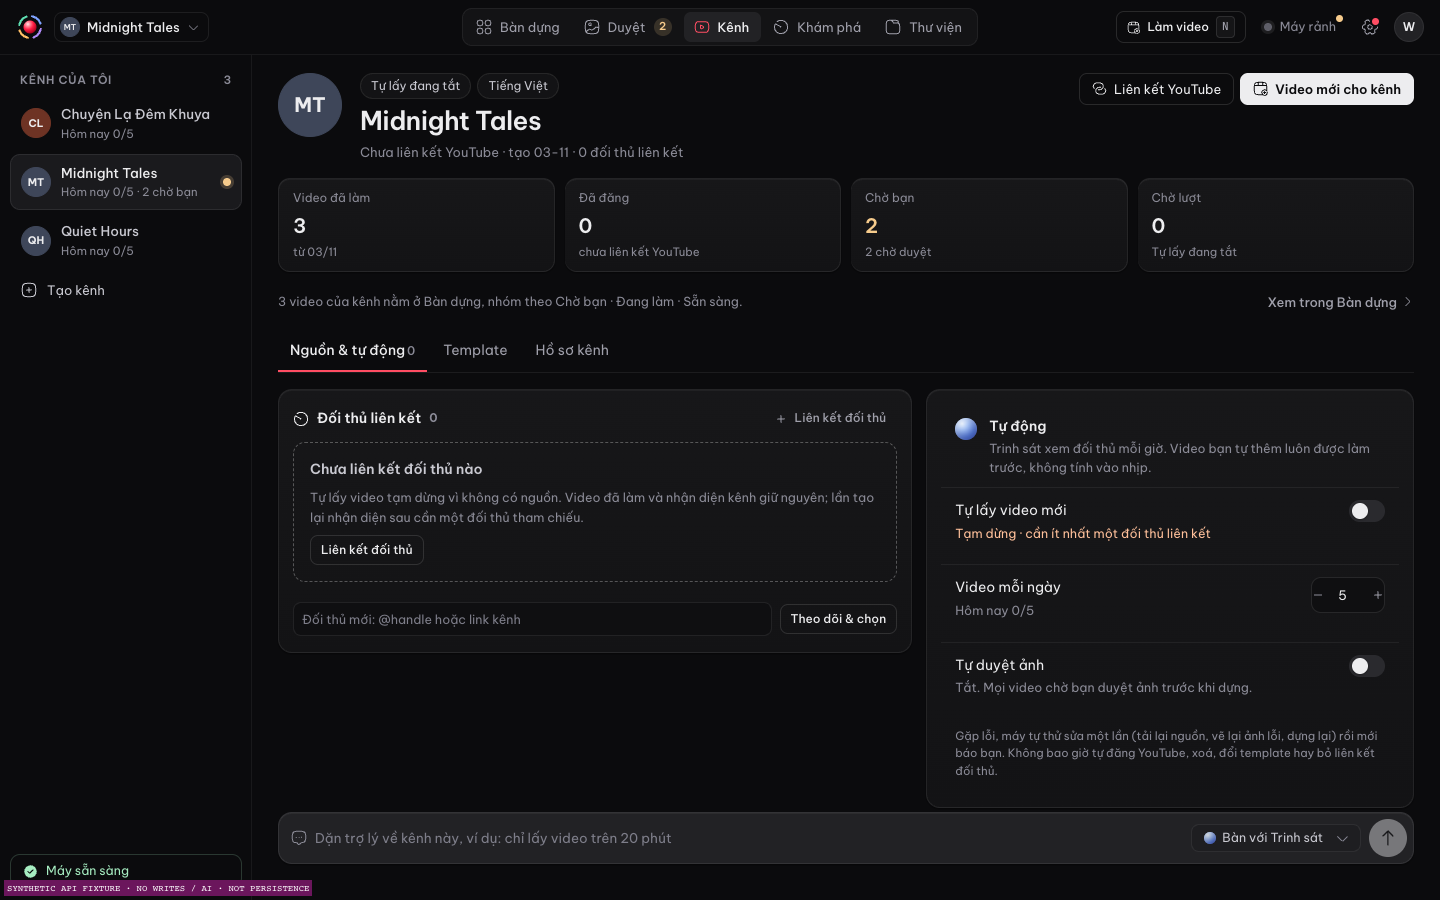 MT Midnight Tales
Bàn dựng
Duyệt 2
Kênh
Khám phá
Thư viện
Làm video N
Máy rảnh
W
KÊNH CỦA TÔI 3
CL
Chuyện Lạ Đêm Khuya
Hôm nay 0/5
MT
Midnight Tales
Hôm nay 0/5 · 2 chờ bạn
QH
Quiet Hours
Hôm nay 0/5
Tạo kênh
Máy sẵn sàng
SYNTHETIC API FIXTURE · NO WRITES / AI · NOT PERSISTENCE
MT
Tự lấy đang tắt
Tiếng Việt
Midnight Tales
Chưa liên kết YouTube · tạo 03-11 · 0 đối thủ liên kết
Liên kết YouTube
Video mới cho kênh
Video đã làm
3
từ 03/11
Đã đăng
0
chưa liên kết YouTube
Chờ bạn
2
2 chờ duyệt
Chờ lượt
0
Tự lấy đang tắt
3 video của kênh nằm ở Bàn dựng, nhóm theo Chờ bạn · Đang làm · Sẵn sàng.
Xem trong Bàn dựng
Nguồn & tự động 0
Template
Hồ sơ kênh
Đối thủ liên kết 0
+ Liên kết đối thủ
Chưa liên kết đối thủ nào
Tự lấy video tạm dừng vì không có nguồn. Video đã làm và nhận diện kênh giữ nguyên; lần tạo
lại nhận diện sau cần một đối thủ tham chiếu.
Liên kết đối thủ
Đối thủ mới: @handle hoặc link kênh
Theo dõi & chọn
Tự động
Trinh sát xem đối thủ mỗi giờ. Video bạn tự thêm luôn được làm
trước, không tính vào nhịp.
Tự lấy video mới
Tạm dừng · cần ít nhất một đối thủ liên kết
Video mỗi ngày
Hôm nay 0/5
− 5 +
Tự duyệt ảnh
Tắt. Mọi video chờ bạn duyệt ảnh trước khi dựng.
Gặp lỗi, máy tự thử sửa một lần (tải lại nguồn, vẽ lại ảnh lỗi, dựng lại) rồi mới
báo bạn. Không bao giờ tự đăng YouTube, xoá, đổi template hay bỏ liên kết
đối thủ.
Dặn trợ lý về kênh này, ví dụ: chỉ lấy video trên 20 phút
Bàn với Trinh sát